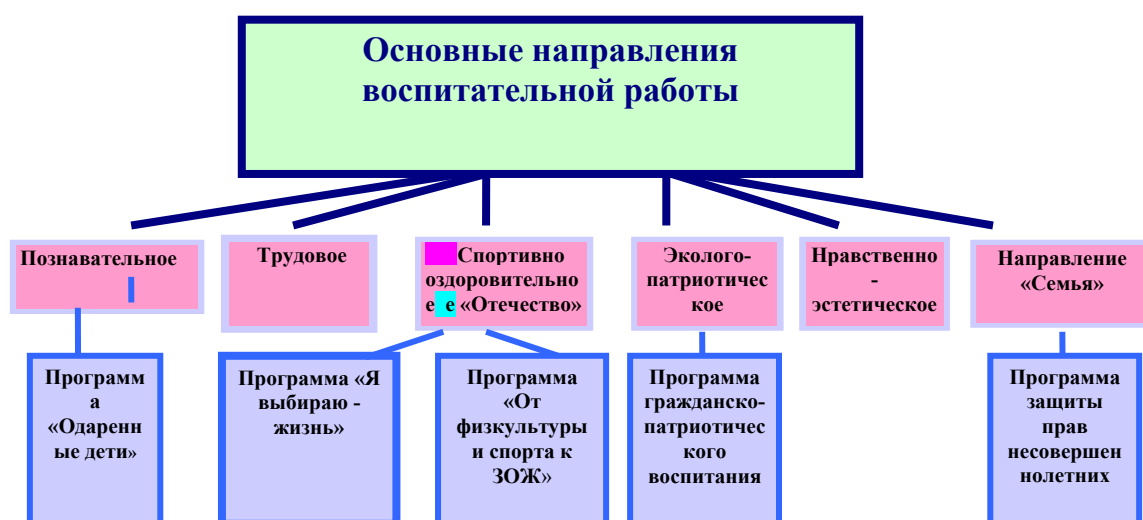 Основные направления
воспитательной работы
Познавательное
Трудовое
Спортивно
оздоровительно
е е «Отечество»
Эколого-
патриотичес
кое
Нравственно
-
эстетическое
Направление
«Семья»
Программ
а
«Одаренн
ые дети»
Программа «Я
выбираю -
жизнь»
Программа
«От
физкультуры
и спорта к
ЗОЖ»
Программа
гражданско-
патриотичес
кого
воспитания
Программа
защиты
прав
несовершен
нолетних